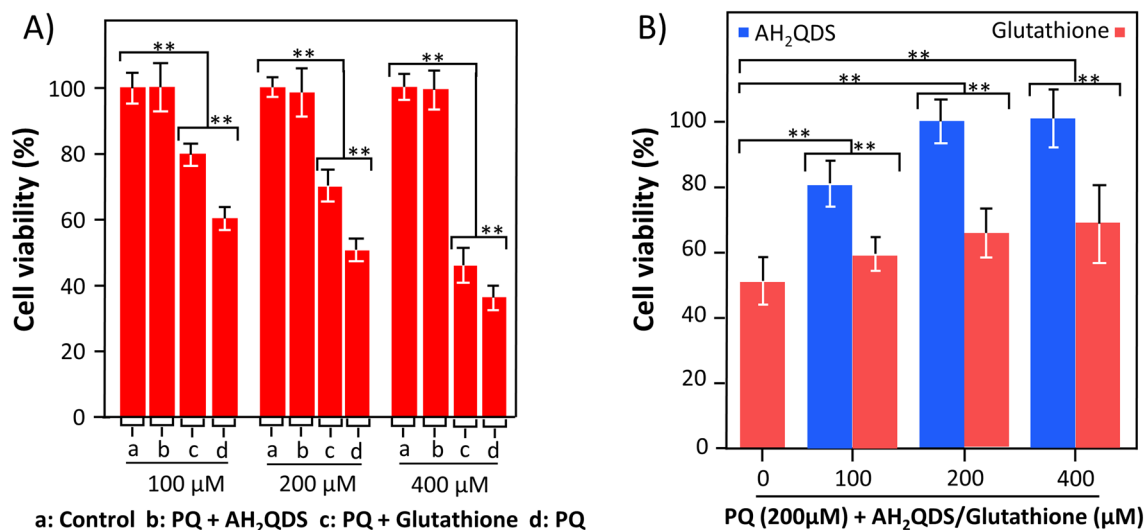 A)
Cell viability (%)
100
80
60
40
20
0
** ** **
** ** **
a b c d a b c d a b c d
100 µM 200 µM 400 µM
a: Control b: PQ + AH₂QDS c: PQ + Glutathione d: PQ
B)
AH₂QDS Glutathione
Cell viability (%)
100
80
60
40
20
0
**
** ** **
** **
0 100 200 400
PQ (200µM) + AH₂QDS/Glutathione (µM)